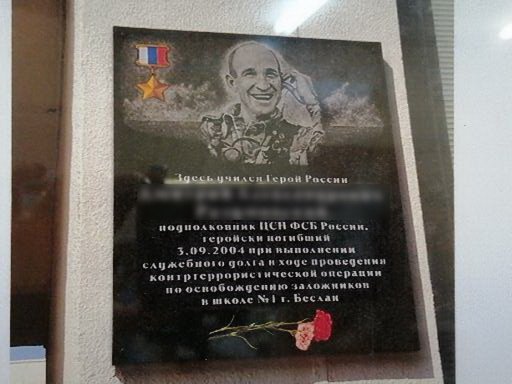 Здесь учился Герой России
подполковник ЦСН ФСБ России,
геройски погибший
3.09.2004 при выполнении
служебного долга в ходе проведения
контртеррористической операции
по освобождению заложников
в школе №1 г. Беслан